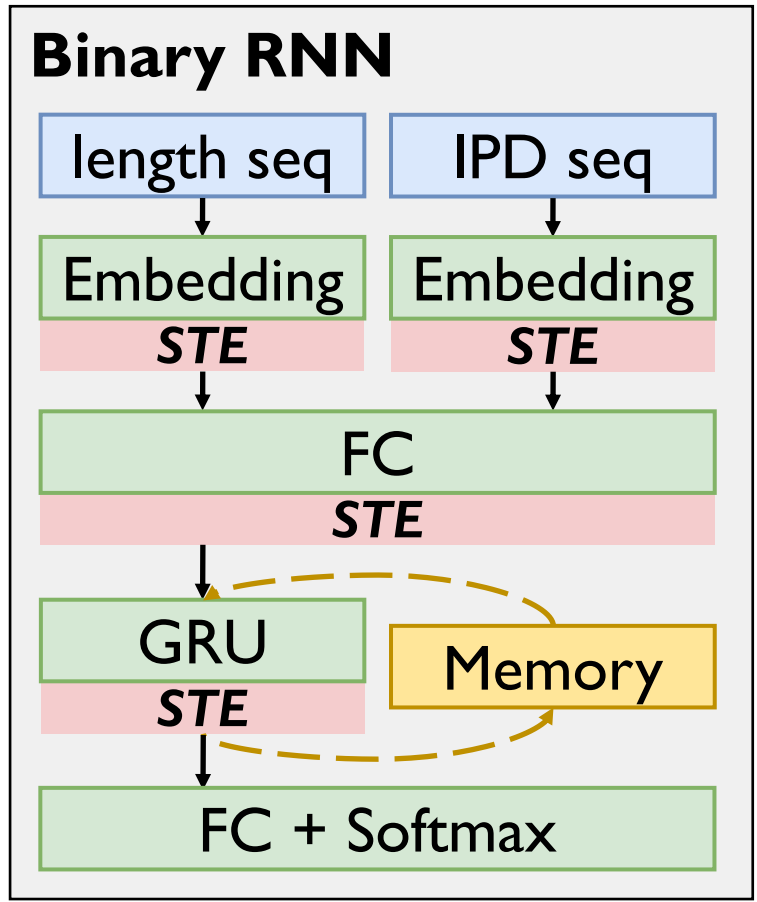 Binary RNN
length seq
IPD seq
Embedding
Embedding
STE
STE
FC
STE
GRU
STE
Memory
FC + Softmax